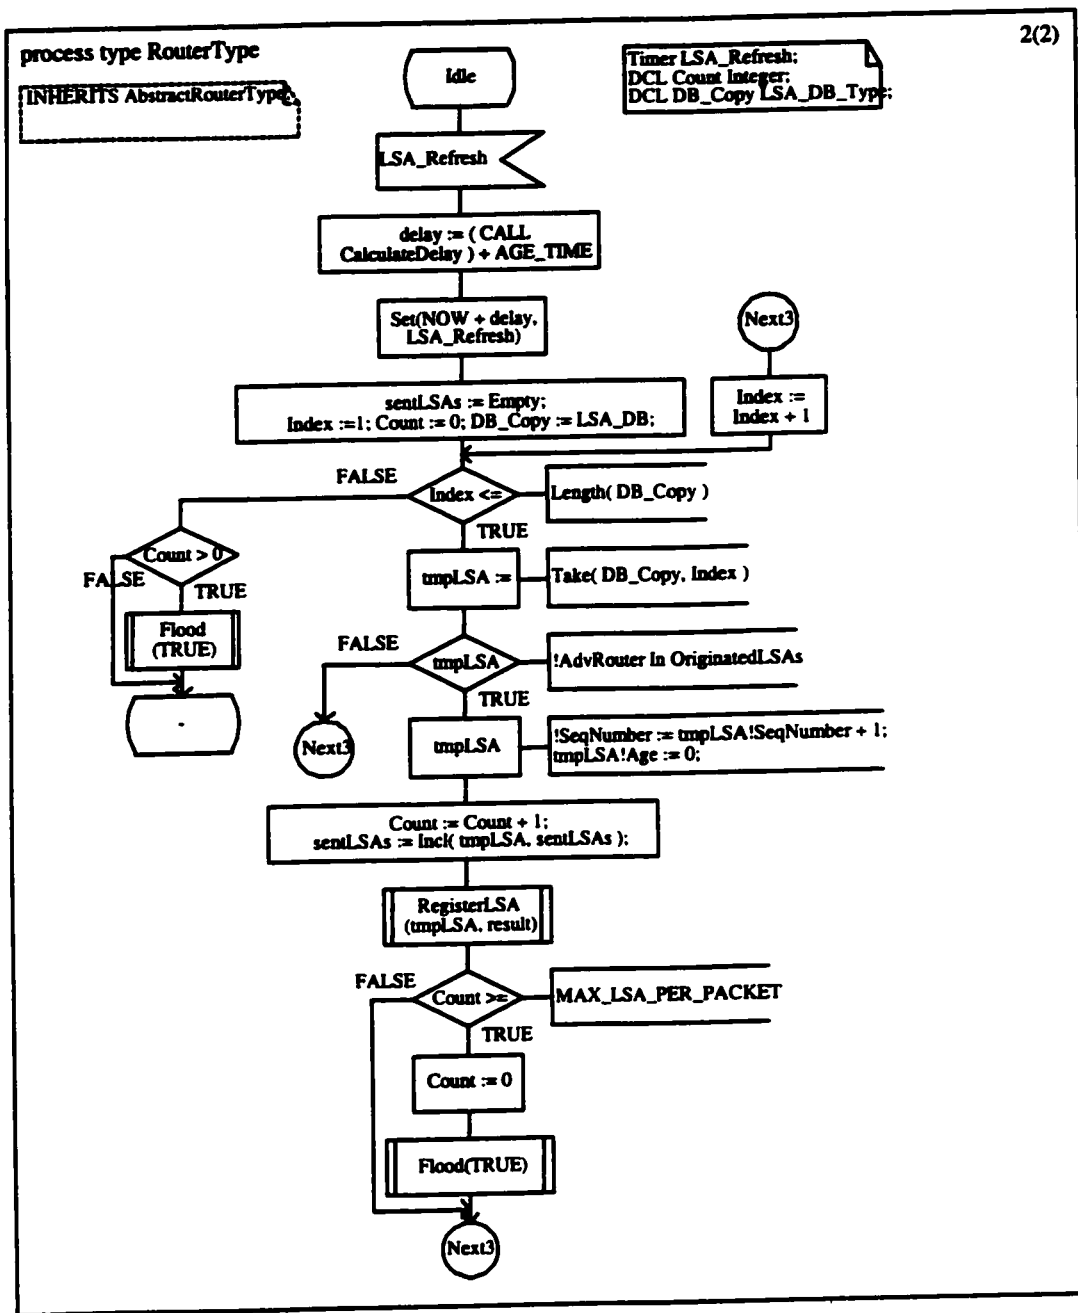 process type RouterType
2(2)
INHERITS AbstractRouterType;
Timer LSA_Refresh;
DCL Count Integer;
DCL DB_Copy LSA_DB_Type;
Idle
LSA_Refresh
delay := ( CALL
CalculateDelay ) + AGE_TIME
Set(NOW + delay,
LSA_Refresh)
Next3
sentLSAs := Empty;
Index :=1; Count := 0; DB_Copy := LSA_DB;
Index :=
Index + 1
FALSE
Index <=
Length( DB_Copy )
TRUE
Count > 0
FALSE
TRUE
tmpLSA :=
Take( DB_Copy, Index )
Flood
(TRUE)
FALSE
tmpLSA
!AdvRouter In OriginatedLSAs
TRUE
-
Next3
tmpLSA
!SeqNumber := tmpLSA!SeqNumber + 1;
tmpLSA!Age := 0;
Count := Count + 1;
sentLSAs := Incl( tmpLSA, sentLSAs );
RegisterLSA
(tmpLSA, result)
FALSE
Count >=
MAX_LSA_PER_PACKET
TRUE
Count := 0
Flood(TRUE)
Next3